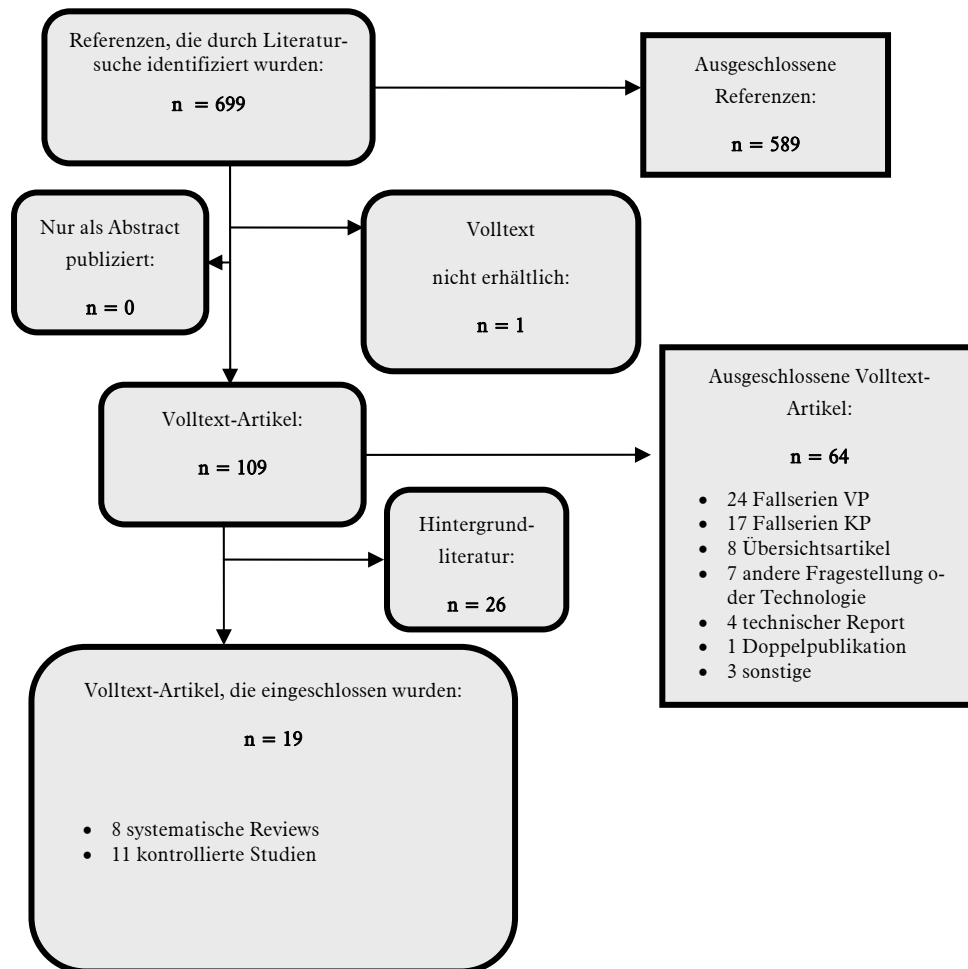 Referenzen, die durch Literatur-
suche identifiziert wurden:
n = 699
Ausgeschlossene
Referenzen:
n = 589
Nur als Abstract
publiziert:
n = 0
Volltext
nicht erhältlich:
n = 1
Volltext-Artikel:
n = 109
Ausgeschlossene Volltext-
Artikel:
n = 64
• 24 Fallserien VP
• 17 Fallserien KP
• 8 Übersichtsartikel
• 7 andere Fragestellung o-
der Technologie
• 4 technischer Report
• 1 Doppelpublikation
• 3 sonstige
Hintergrund-
literatur:
n = 26
Volltext-Artikel, die eingeschlossen wurden:
n = 19
• 8 systematische Reviews
• 11 kontrollierte Studien